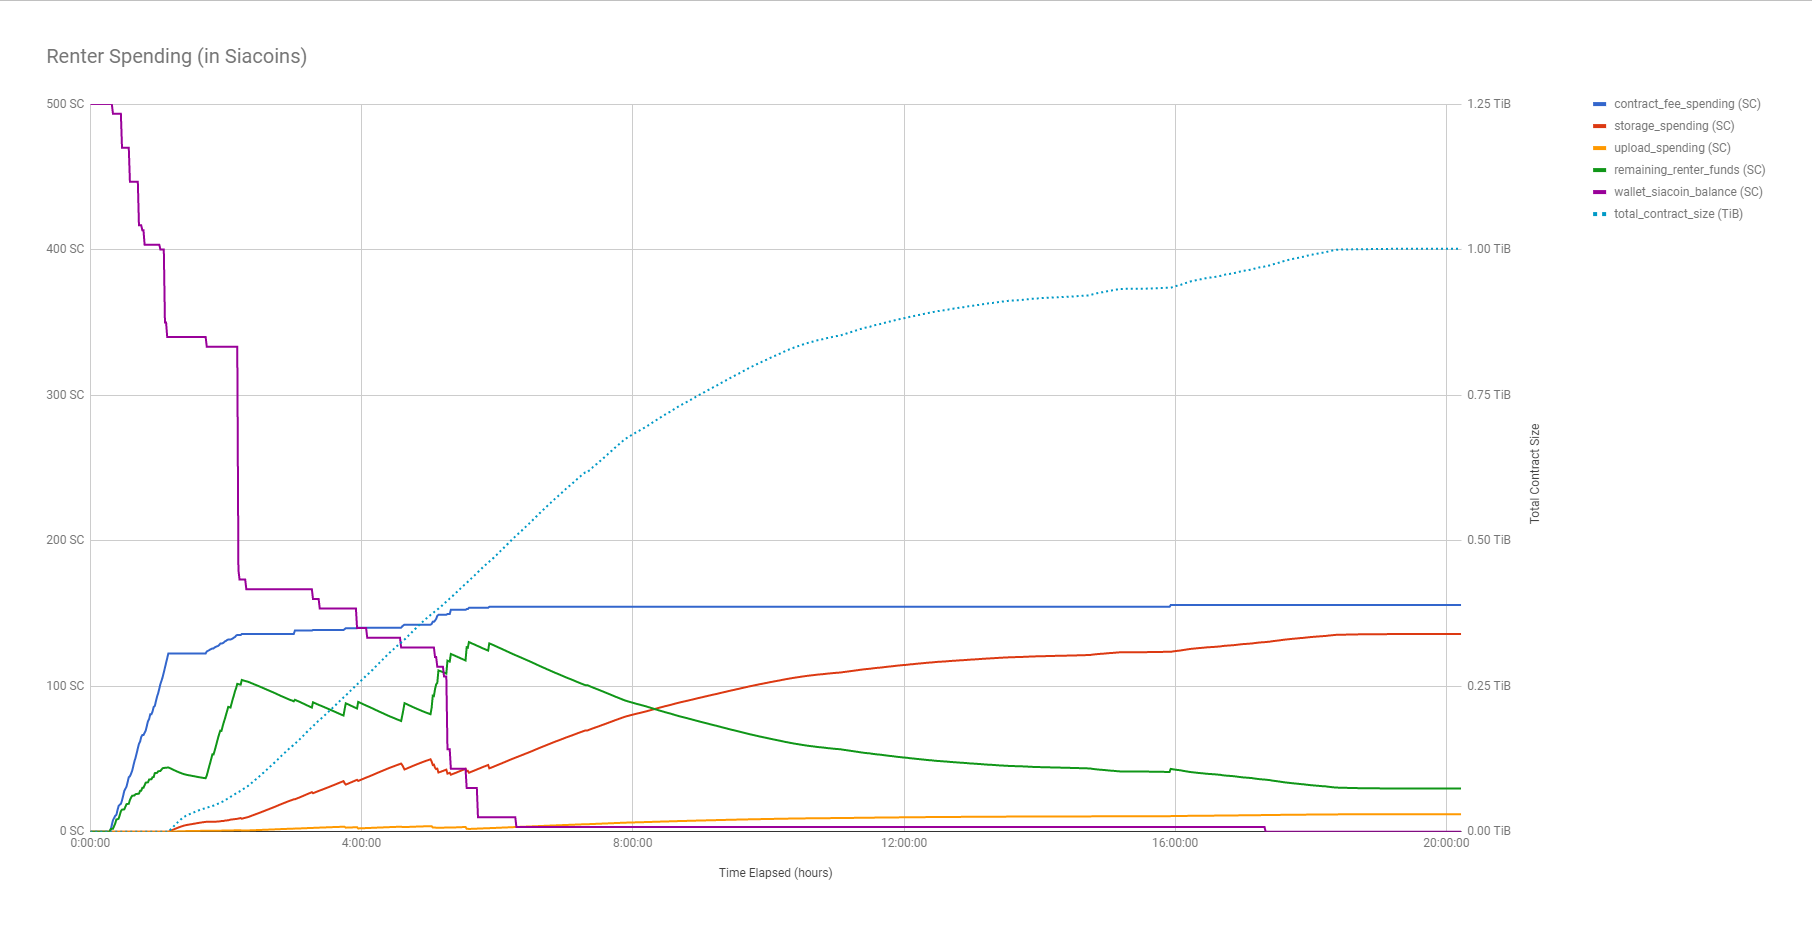 Renter Spending (in Siacoins)
500 SC
400 SC
300 SC
200 SC
100 SC
0 SC
1.25 TiB
1.00 TiB
0.75 TiB
0.50 TiB
0.25 TiB
0.00 TiB
Total Contract Size
0:00:00
4:00:00
8:00:00
12:00:00
16:00:00
20:00:00
Time Elapsed (hours)
contract_fee_spending (SC)
storage_spending (SC)
upload_spending (SC)
remaining_renter_funds (SC)
wallet_siacoin_balance (SC)
total_contract_size (TiB)